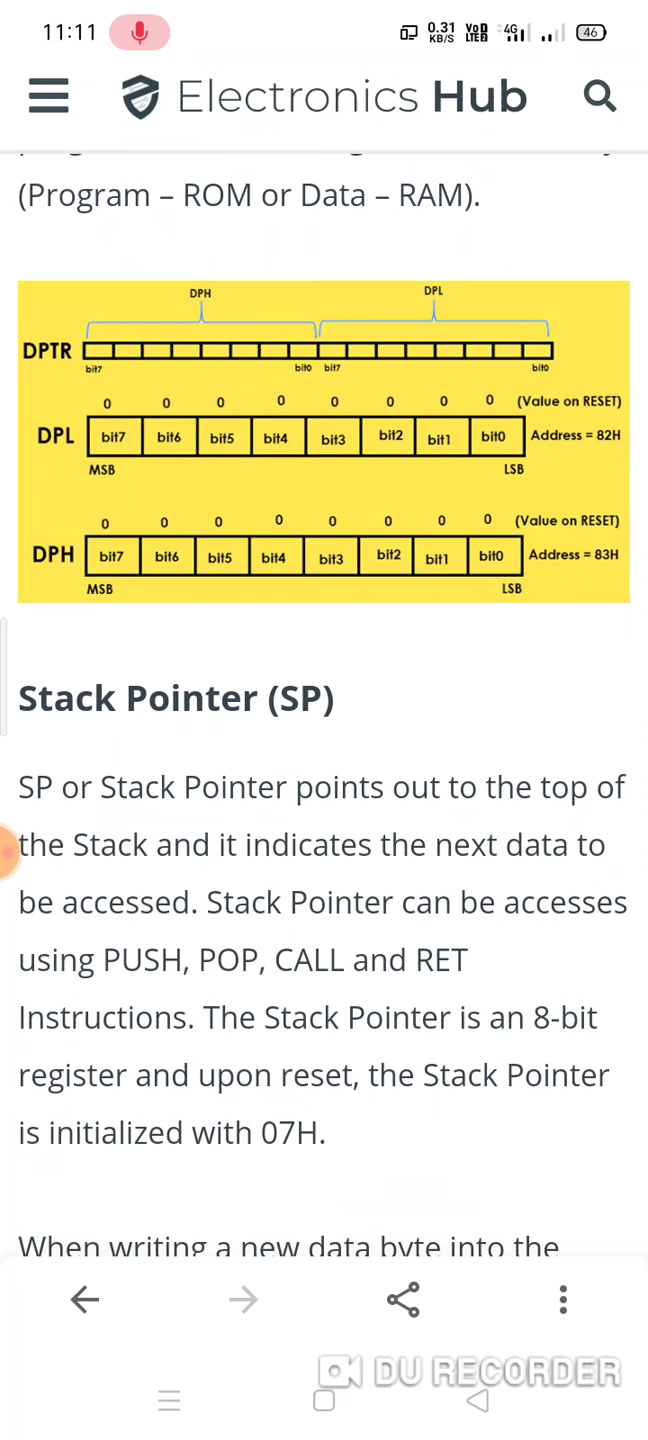 11:11 0.31 KB/S VoD LTE 4G 46
Electronics Hub
(Program – ROM or Data – RAM).
DPH DPL
DPTR
bit7 bit0 bit7 bit0
0 0 0 0 0 0 0 0 (Value on RESET)
DPL bit7 bit6 bit5 bit4 bit3 bit2 bit1 bit0 Address = 82H
MSB LSB
0 0 0 0 0 0 0 0 (Value on RESET)
DPH bit7 bit6 bit5 bit4 bit3 bit2 bit1 bit0 Address = 83H
MSB LSB
Stack Pointer (SP)
SP or Stack Pointer points out to the top of
the Stack and it indicates the next data to
be accessed. Stack Pointer can be accesses
using PUSH, POP, CALL and RET
Instructions. The Stack Pointer is an 8-bit
register and upon reset, the Stack Pointer
is initialized with 07H.
When writing a new data byte into the
DU RECORDER